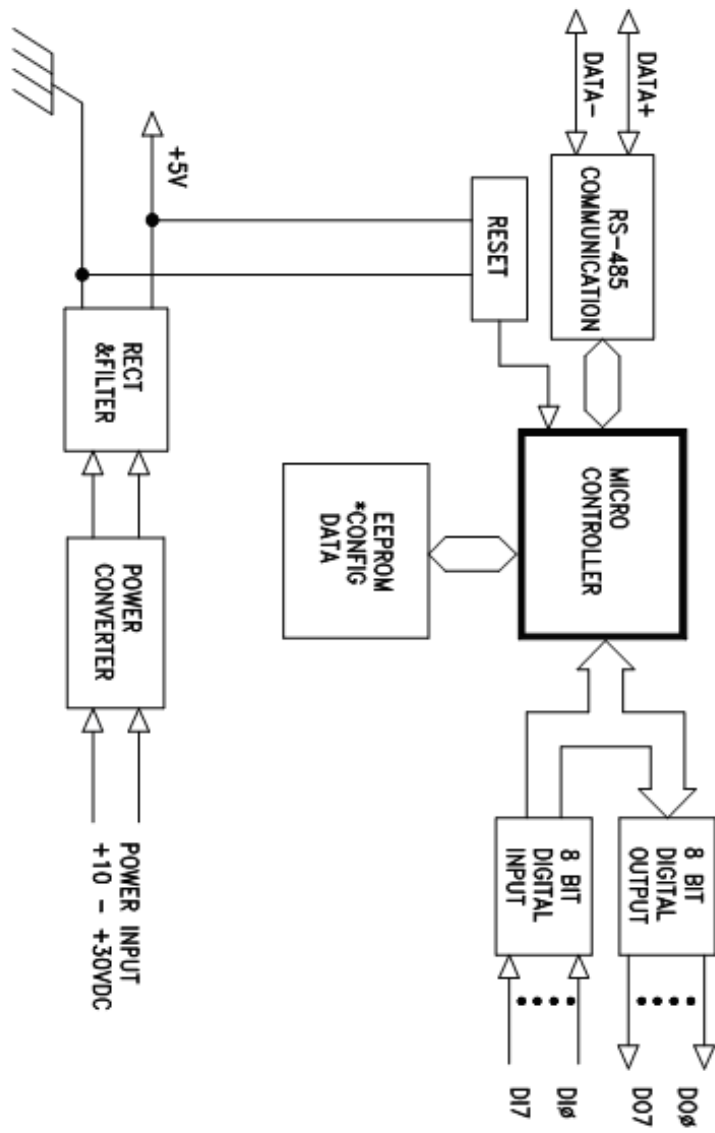 DATA+
DATA-
RS-485
COMMUNICATION
RESET
+5V
RECT
&FILTER
MICRO
CONTROLLER
EEPROM
*CONFIG
DATA
POWER
CONVERTER
8 BIT
DIGITAL
OUTPUT
8 BIT
DIGITAL
INPUT
POWER INPUT
+10 - +30VDC
DOø
DO7
DIø
DI7